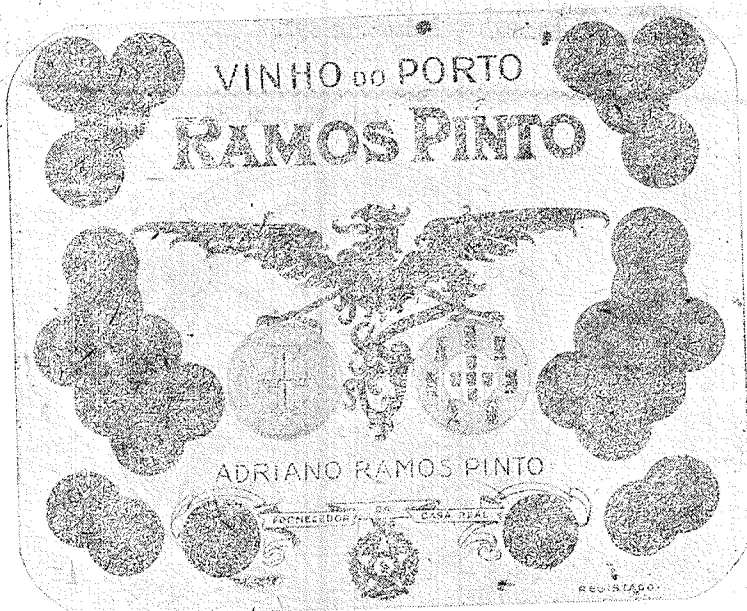 VINHO DO PORTO
RAMOS PINTO
ADRIANO RAMOS PINTO
FORNECEDOR DA CASA REAL
REGISTADO